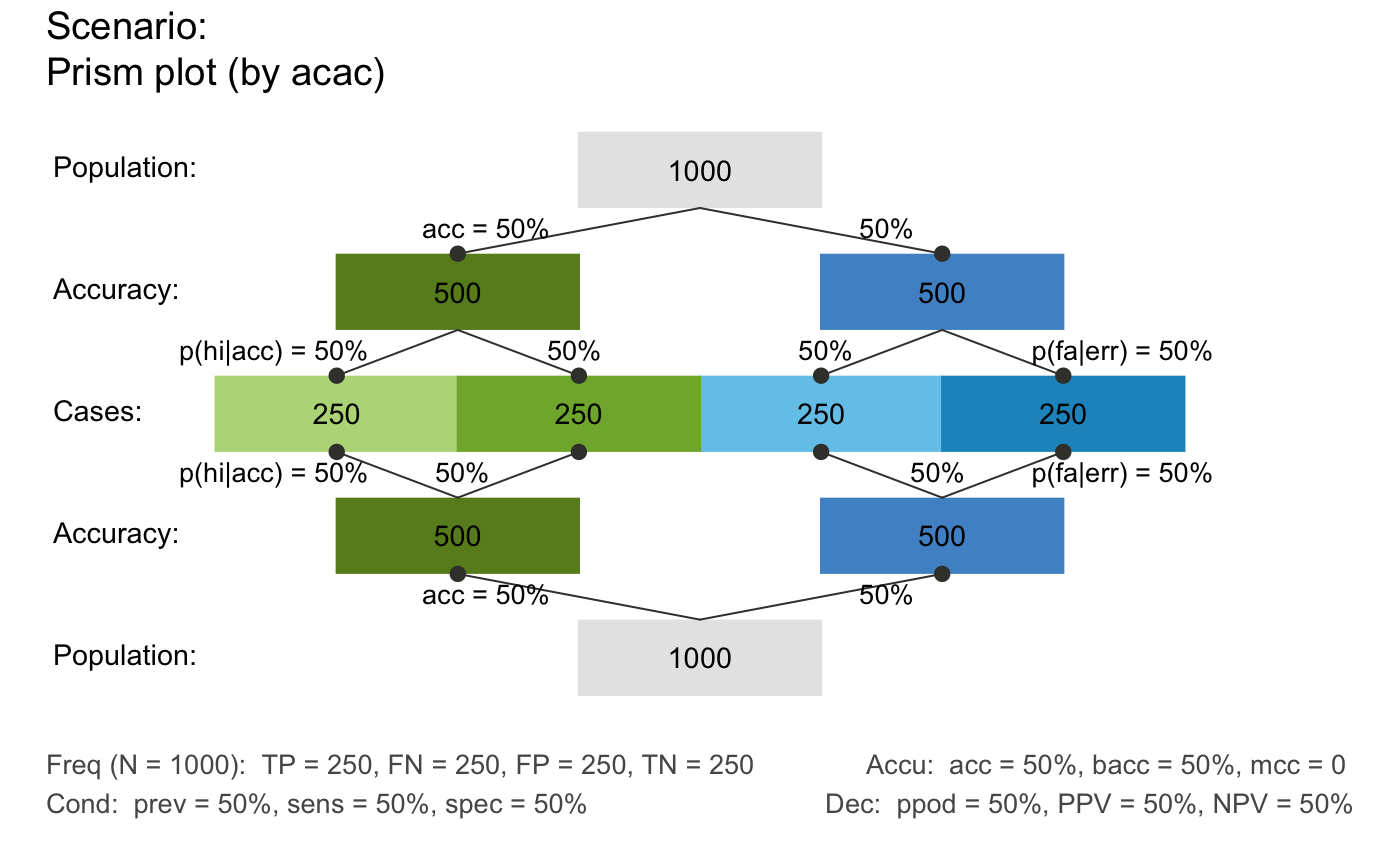 Scenario:
Prism plot (by acac)
Population:
1000
acc = 50%
50%
Accuracy:
500
500
p(hi|acc) = 50%
50%
50%
p(fa|err) = 50%
Cases:
250
250
250
250
p(hi|acc) = 50%
50%
50%
p(fa|err) = 50%
Accuracy:
500
500
acc = 50%
50%
Population:
1000
Freq (N = 1000):  TP = 250, FN = 250, FP = 250, TN = 250
Accu:  acc = 50%, bacc = 50%, mcc = 0
Cond:  prev = 50%, sens = 50%, spec = 50%
Dec:  ppod = 50%, PPV = 50%, NPV = 50%